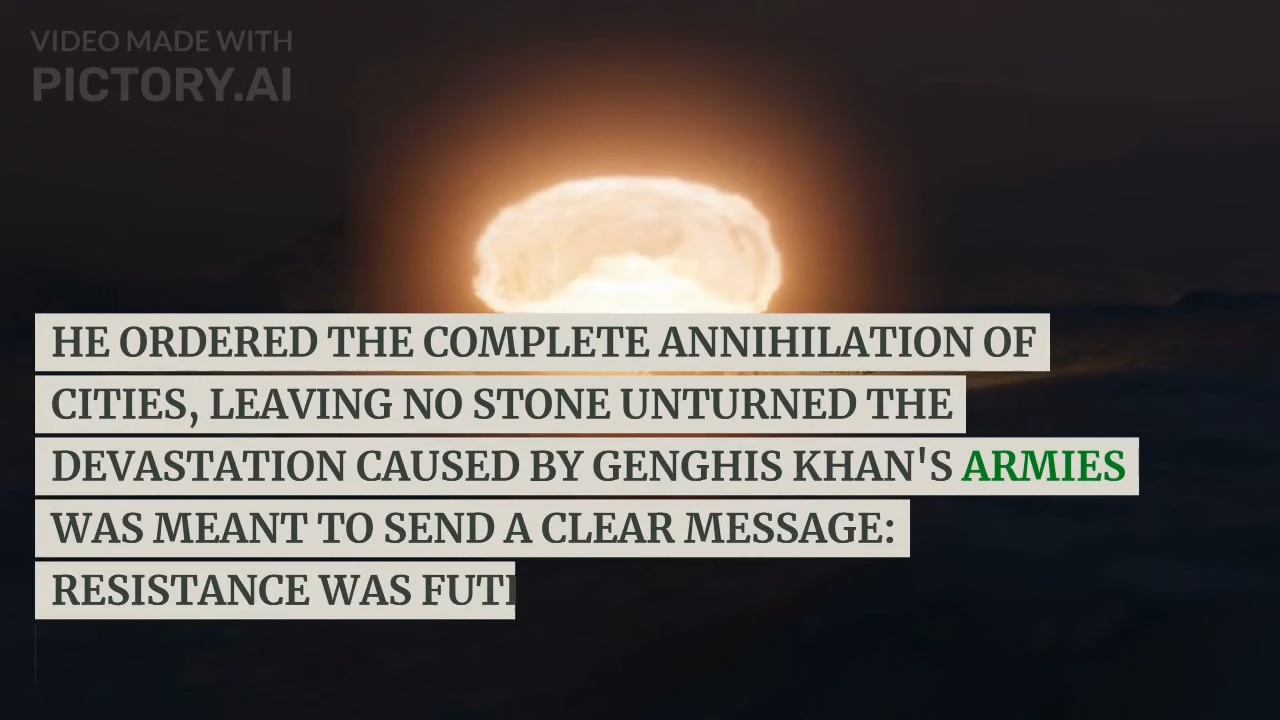 VIDEO MADE WITH
PICTORY.AI
HE ORDERED THE COMPLETE ANNIHILATION OF
CITIES, LEAVING NO STONE UNTURNED THE
DEVASTATION CAUSED BY GENGHIS KHAN'S ARMIES
WAS MEANT TO SEND A CLEAR MESSAGE:
RESISTANCE WAS FUTI